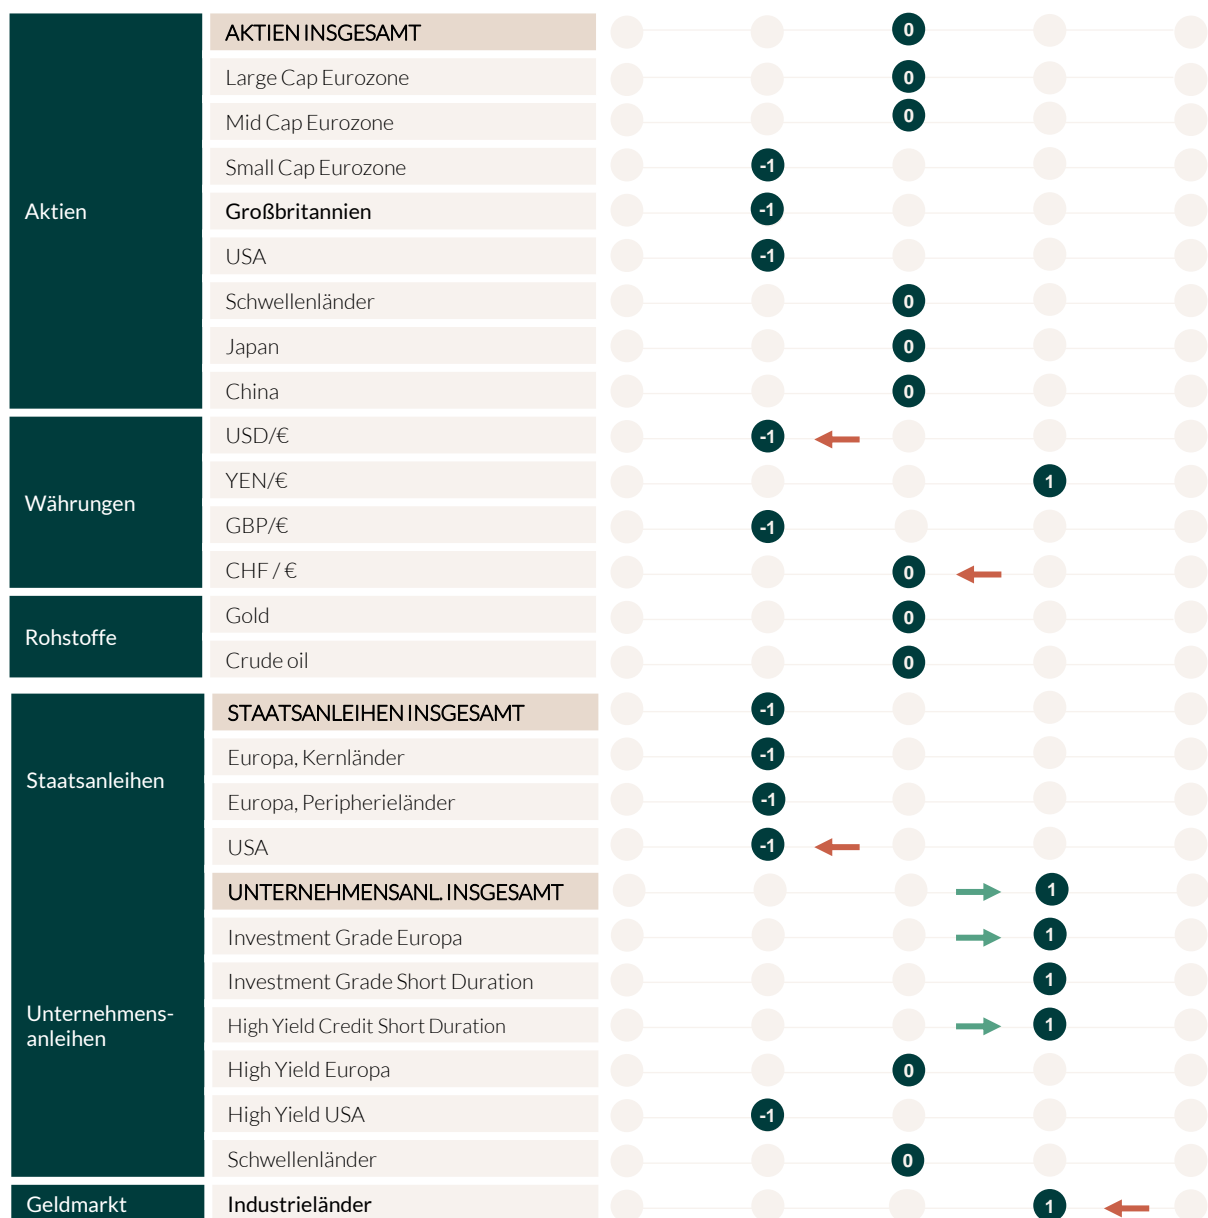 AKTIEN INSGESAMT 0
Large Cap Eurozone 0
Mid Cap Eurozone 0
Small Cap Eurozone -1
Aktien
Großbritannien -1
USA -1
Schwellenländer 0
Japan 0
China 0
USD/€ -1
YEN/€ 1
Währungen
GBP/€ -1
CHF / € 0
Gold 0
Rohstoffe
Crude oil 0
STAATSANLEIHEN INSGESAMT -1
Europa, Kernländer -1
Staatsanleihen
Europa, Peripherieländer -1
USA -1
UNTERNEHMENSANL. INSGESAMT 1
Investment Grade Europa 1
Investment Grade Short Duration 1
Unternehmens-
anleihen
High Yield Credit Short Duration 1
High Yield Europa 0
High Yield USA -1
Schwellenländer 0
Geldmarkt Industrieländer 1